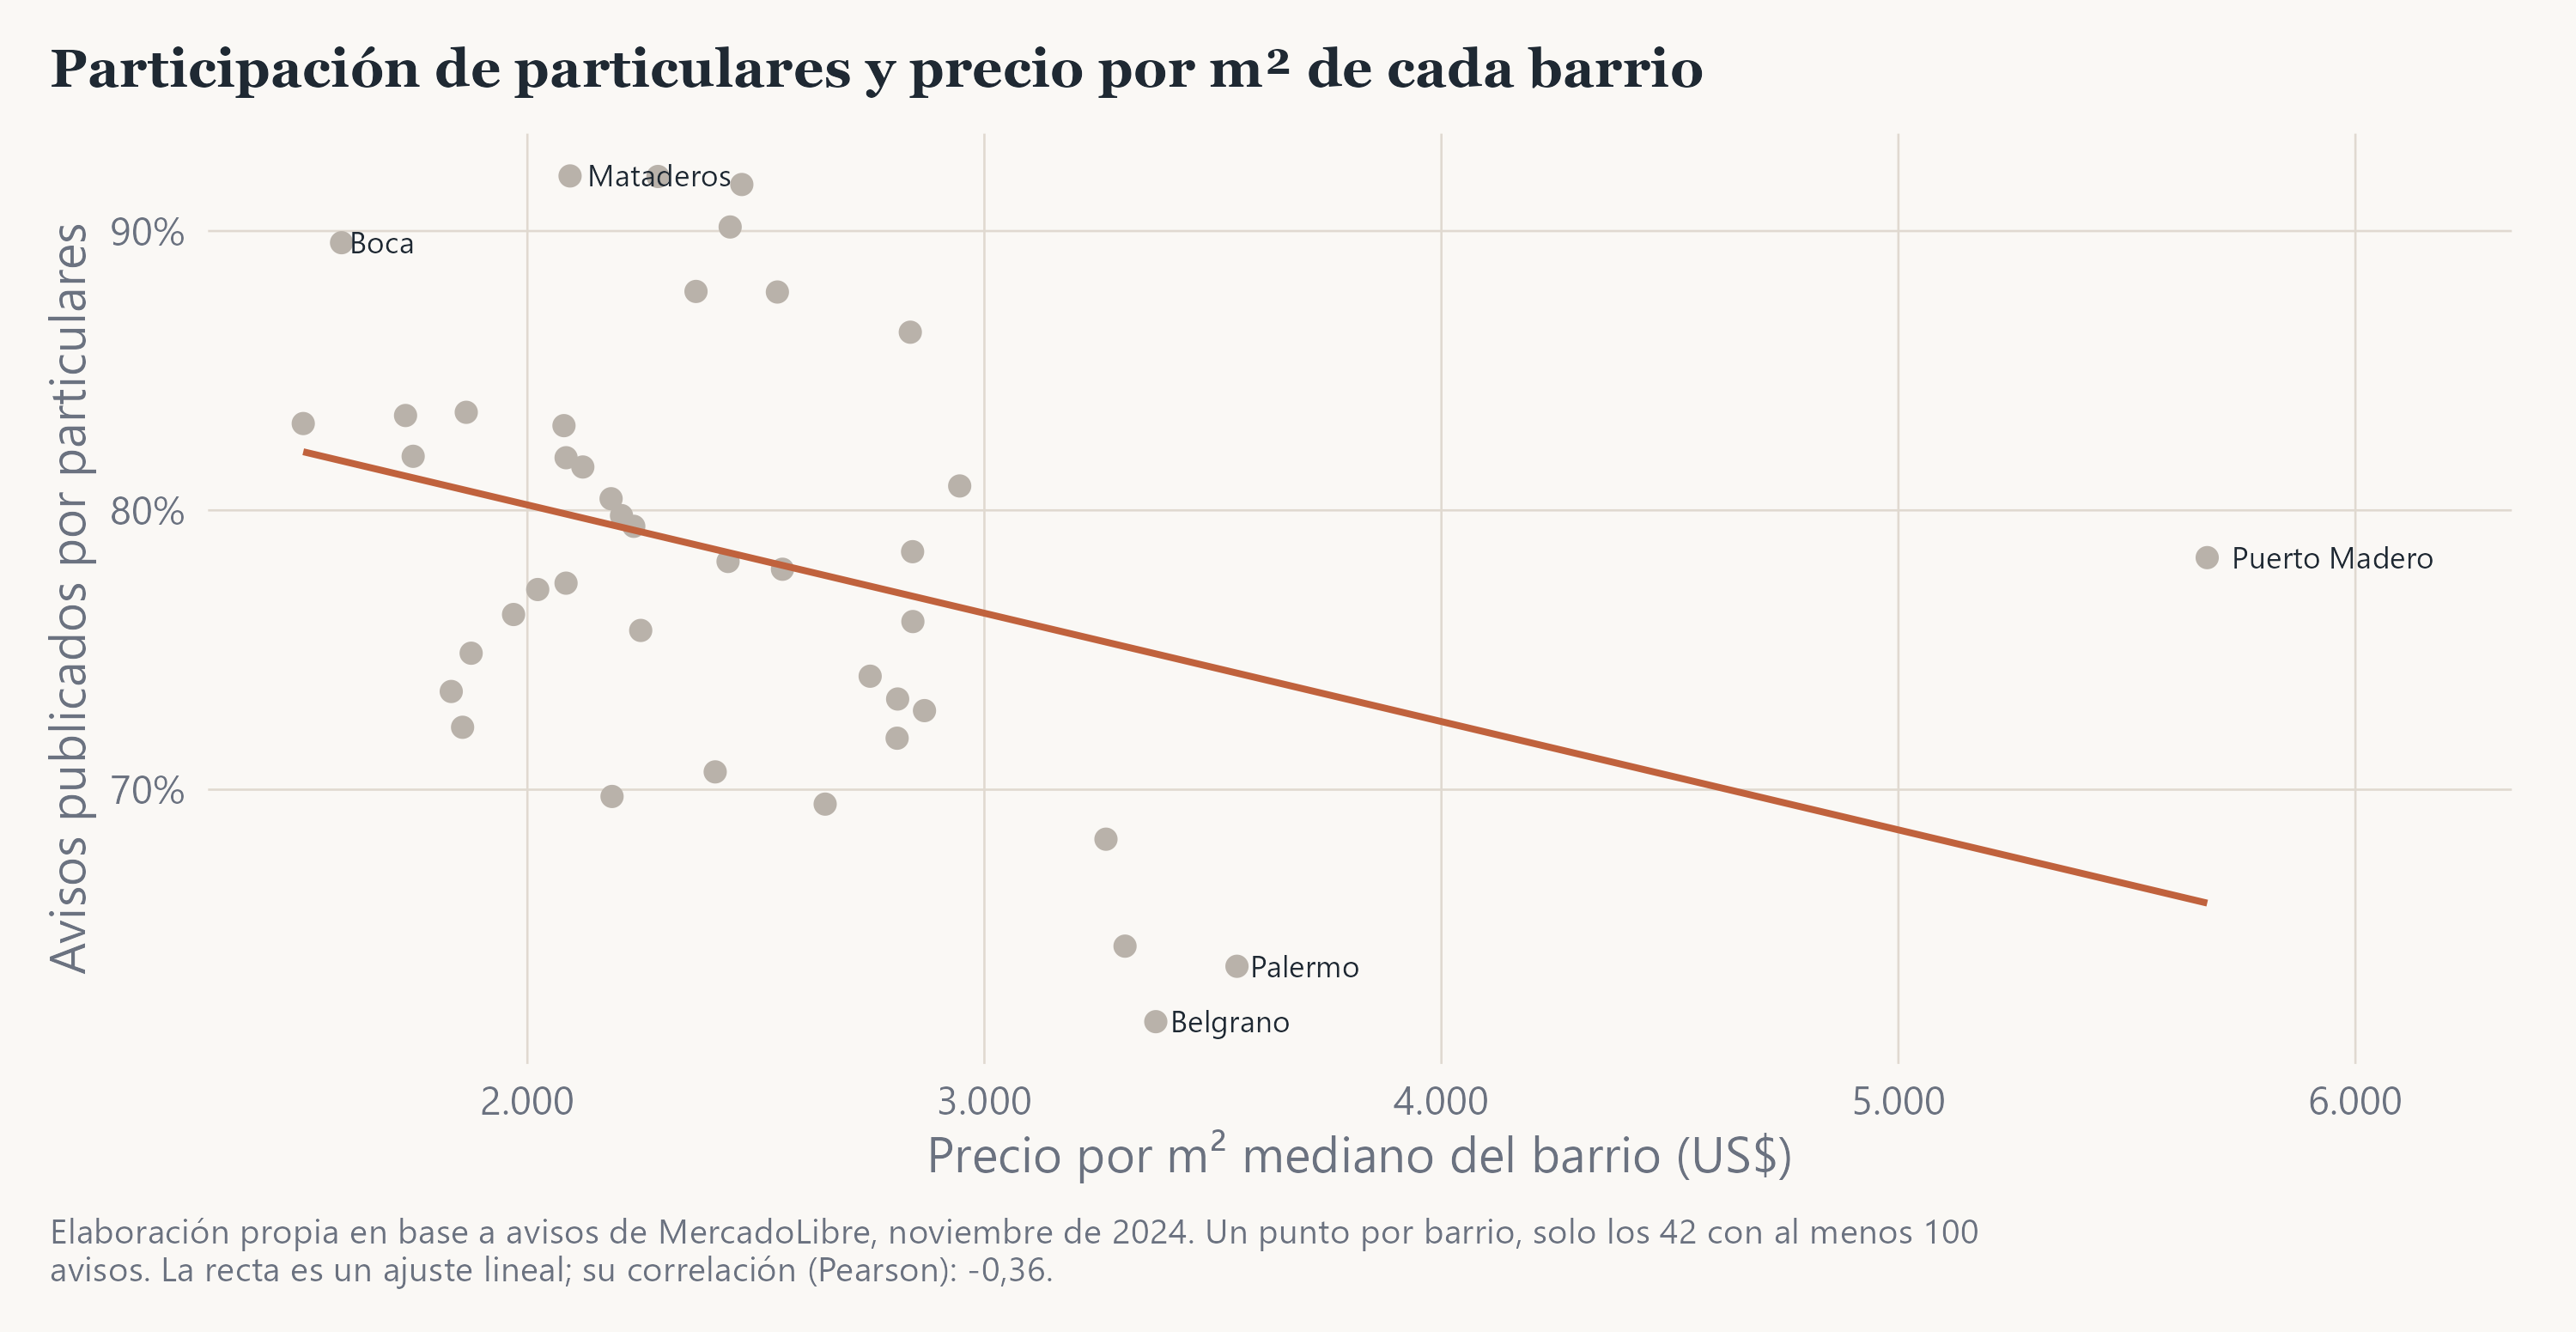 Participación de particulares y precio por m² de cada barrio
Avisos publicados por particulares
90%
80%
70%
Mataderos
Boca
Puerto Madero
Palermo
Belgrano
2.000
3.000
4.000
5.000
6.000
Precio por m² mediano del barrio (US$)
Elaboración propia en base a avisos de MercadoLibre, noviembre de 2024. Un punto por barrio, solo los 42 con al menos 100
avisos. La recta es un ajuste lineal; su correlación (Pearson): -0,36.